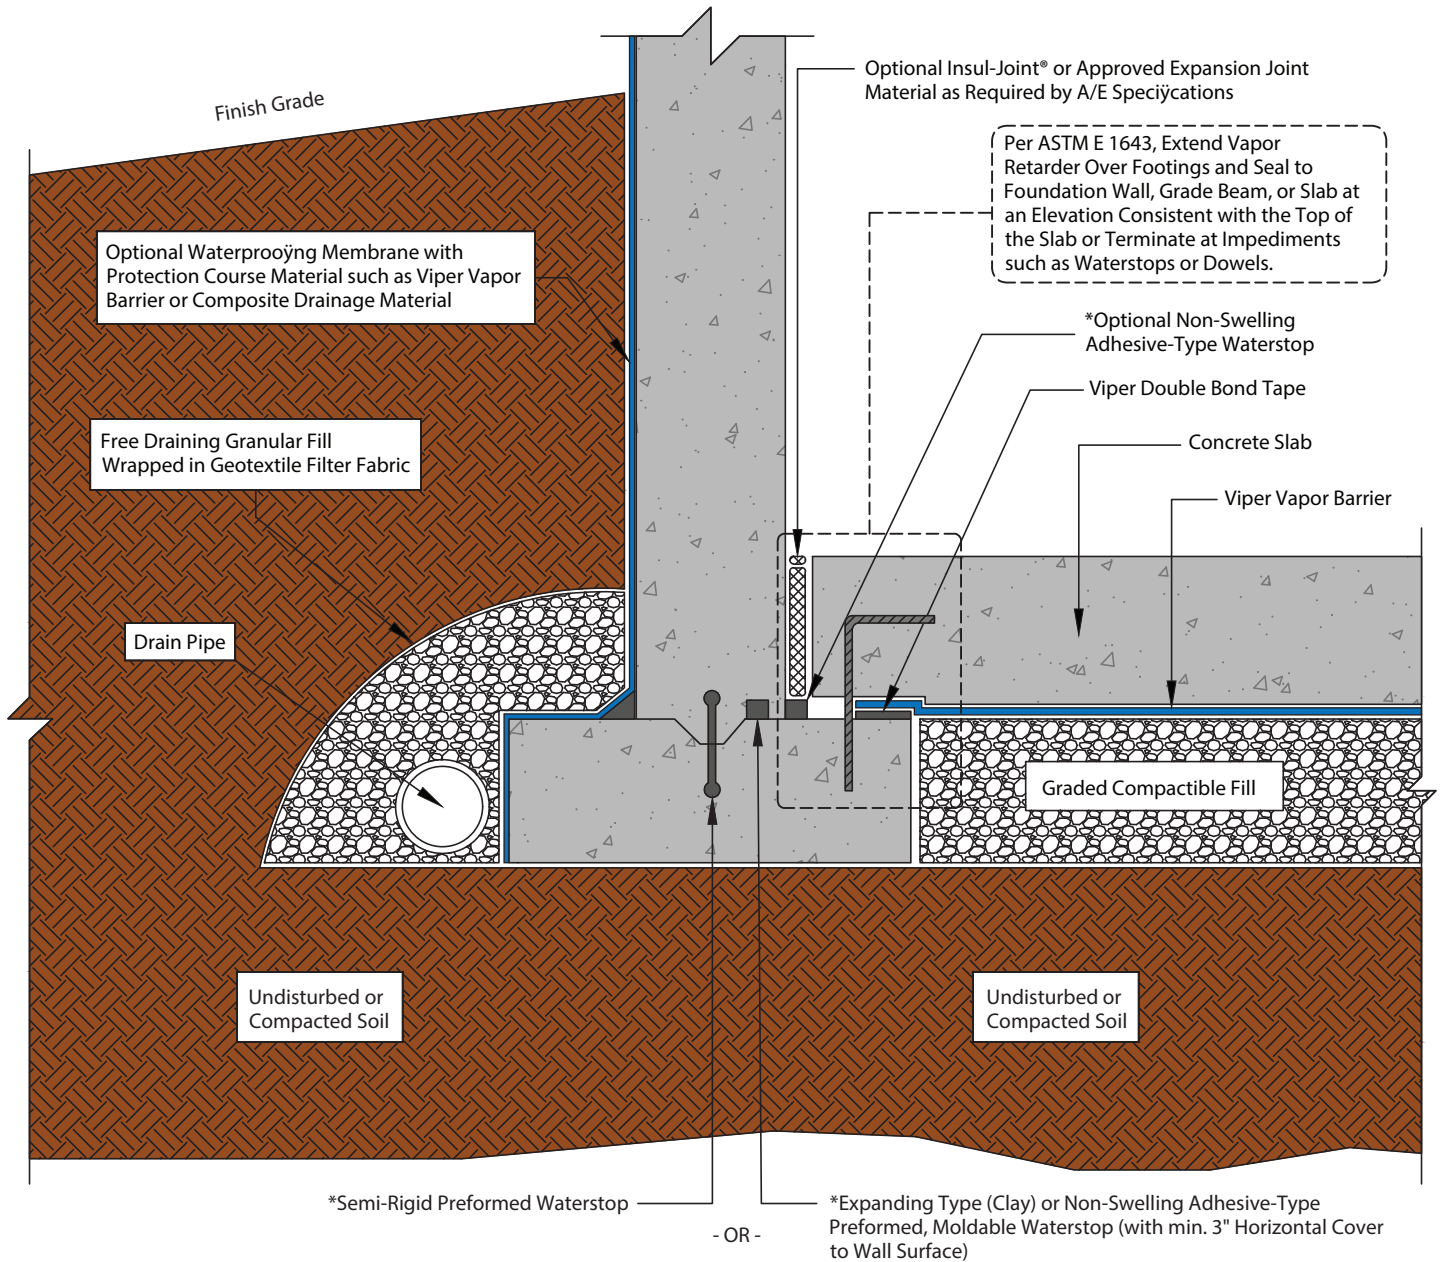 Finish Grade
Optional Insul-Joint® or Approved Expansion Joint
Material as Required by A/E Speciÿcations
Per ASTM E 1643, Extend Vapor
Retarder Over Footings and Seal to
Foundation Wall, Grade Beam, or Slab at
an Elevation Consistent with the Top of
the Slab or Terminate at Impediments
such as Waterstops or Dowels.
Optional Waterprooÿng Membrane with
Protection Course Material such as Viper Vapor
Barrier or Composite Drainage Material
*Optional Non-Swelling
Adhesive-Type Waterstop
Viper Double Bond Tape
Free Draining Granular Fill
Wrapped in Geotextile Filter Fabric
Concrete Slab
Viper Vapor Barrier
Drain Pipe
Graded Compactible Fill
Undisturbed or
Compacted Soil
Undisturbed or
Compacted Soil
*Semi-Rigid Preformed Waterstop
- OR -
*Expanding Type (Clay) or Non-Swelling Adhesive-Type
Preformed, Moldable Waterstop (with min. 3" Horizontal Cover
to Wall Surface)